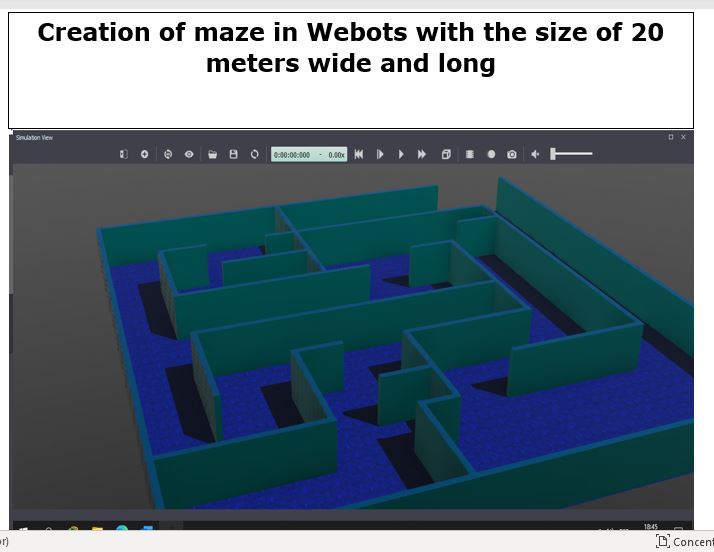 Creation of maze in Webots with the size of 20
meters wide and long
Simulation View
0:00:00:000 - 0.00x
18:45
or)
Concent